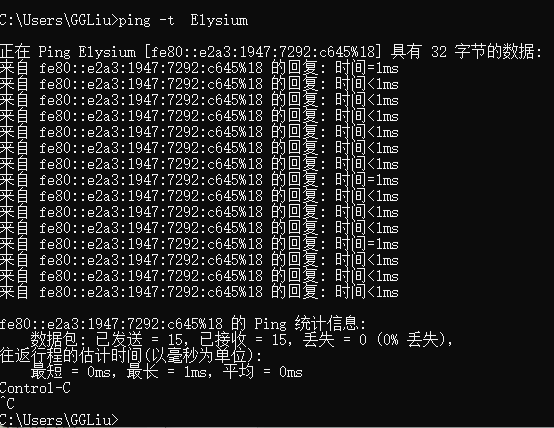 C:\Users\GGLiu>ping -t  Elysium
正在 Ping Elysium [fe80::e2a3:1947:7292:c645%18] 具有 32 字节的数据:
来自 fe80::e2a3:1947:7292:c645%18 的回复: 时间=1ms
来自 fe80::e2a3:1947:7292:c645%18 的回复: 时间<1ms
来自 fe80::e2a3:1947:7292:c645%18 的回复: 时间<1ms
来自 fe80::e2a3:1947:7292:c645%18 的回复: 时间<1ms
来自 fe80::e2a3:1947:7292:c645%18 的回复: 时间<1ms
来自 fe80::e2a3:1947:7292:c645%18 的回复: 时间<1ms
来自 fe80::e2a3:1947:7292:c645%18 的回复: 时间<1ms
来自 fe80::e2a3:1947:7292:c645%18 的回复: 时间=1ms
来自 fe80::e2a3:1947:7292:c645%18 的回复: 时间<1ms
来自 fe80::e2a3:1947:7292:c645%18 的回复: 时间<1ms
来自 fe80::e2a3:1947:7292:c645%18 的回复: 时间<1ms
来自 fe80::e2a3:1947:7292:c645%18 的回复: 时间=1ms
来自 fe80::e2a3:1947:7292:c645%18 的回复: 时间<1ms
来自 fe80::e2a3:1947:7292:c645%18 的回复: 时间<1ms
来自 fe80::e2a3:1947:7292:c645%18 的回复: 时间<1ms
fe80::e2a3:1947:7292:c645%18 的 Ping 统计信息:
数据包: 已发送 = 15，已接收 = 15，丢失 = 0 (0% 丢失)，
往返行程的估计时间(以毫秒为单位):
最短 = 0ms，最长 = 1ms，平均 = 0ms
Control-C
^C
C:\Users\GGLiu>